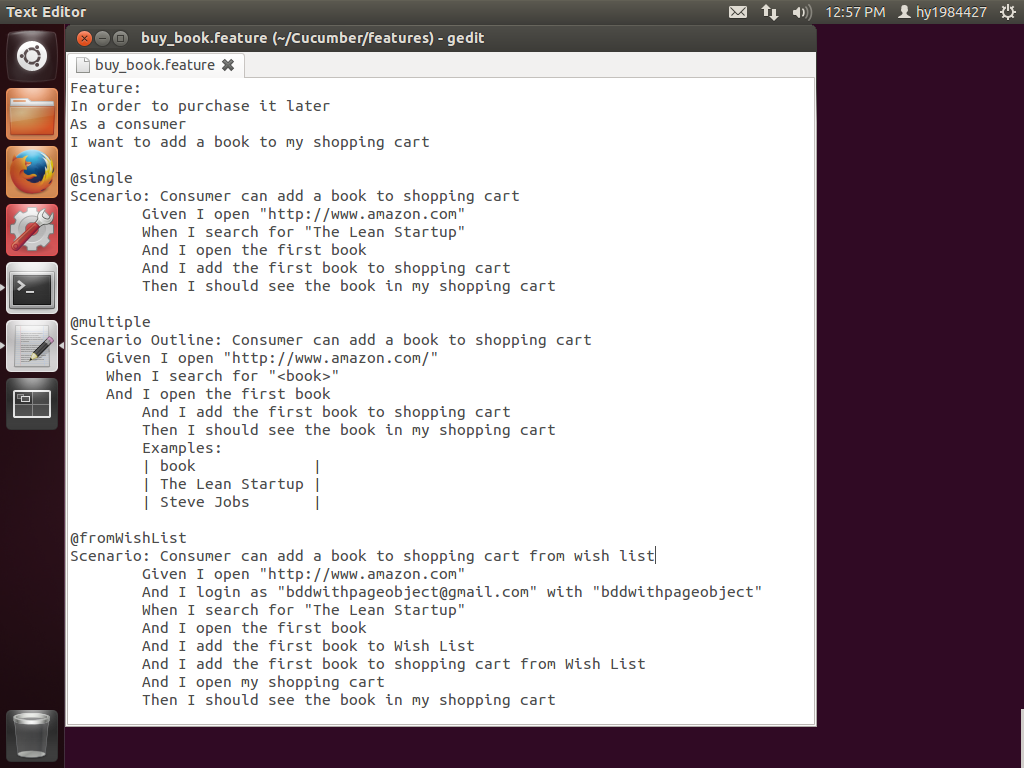 Text Editor
12:57 PM
hy1984427
buy_book.feature (~/Cucumber/features) - gedit
buy_book.feature
Feature:
In order to purchase it later
As a consumer
I want to add a book to my shopping cart
@single
Scenario: Consumer can add a book to shopping cart
Given I open "http://www.amazon.com"
When I search for "The Lean Startup"
And I open the first book
And I add the first book to shopping cart
Then I should see the book in my shopping cart
@multiple
Scenario Outline: Consumer can add a book to shopping cart
Given I open "http://www.amazon.com/"
When I search for "<book>"
And I open the first book
And I add the first book to shopping cart
Then I should see the book in my shopping cart
Examples:
| book |
| The Lean Startup |
| Steve Jobs |
@fromWishList
Scenario: Consumer can add a book to shopping cart from wish list
Given I open "http://www.amazon.com"
And I login as "bddwithpageobject@gmail.com" with "bddwithpageobject"
When I search for "The Lean Startup"
And I open the first book
And I add the first book to Wish List
And I add the first book to shopping cart from Wish List
And I open my shopping cart
Then I should see the book in my shopping cart